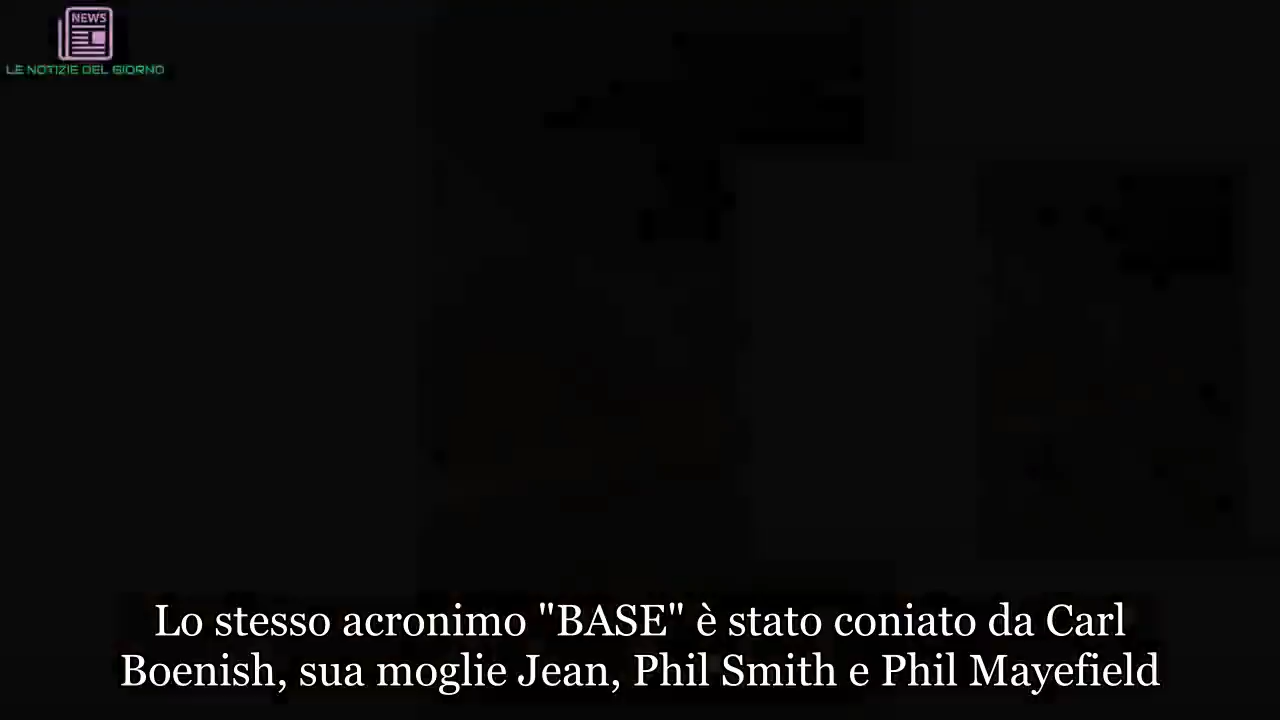 NEWS
LE NOTIZIE DEL GIORNO
Lo stesso acronimo "BASE" è stato coniato da Carl
Boenish, sua moglie Jean, Phil Smith e Phil Mayefield